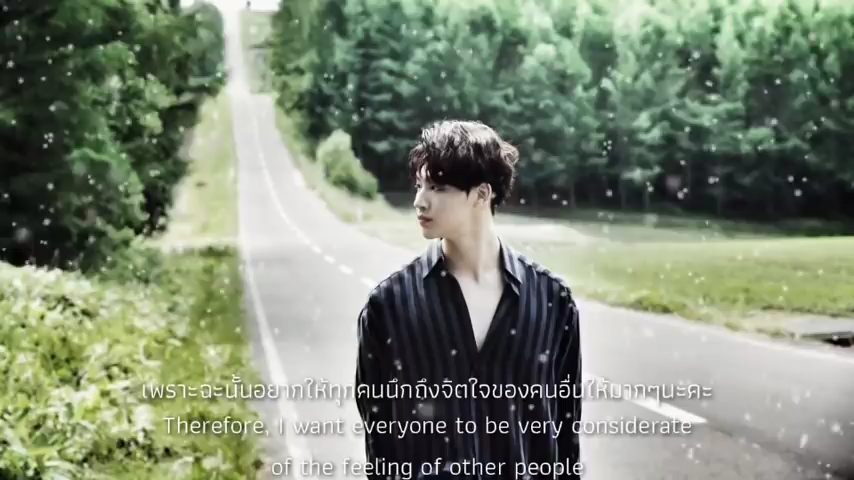 เพราะฉะนั้นอยากให้ทุกคนนึกถึงจิตใจของคนอื่นให้มากๆนะคะ
Therefore, I want everyone to be very considerate
of the feeling of other people